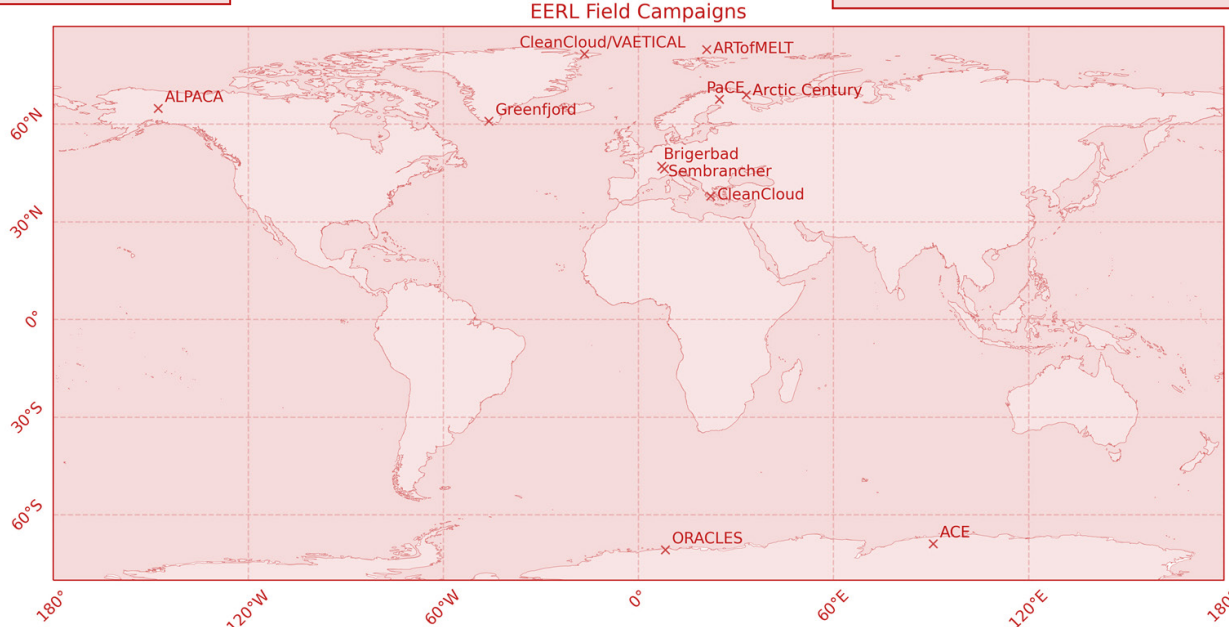 EERL Field Campaigns
CleanCloud/VAETICAL
ARTofMELT
ALPACA
PaCE
Arctic Century
Greenfjord
60°N
Brigerbad
Sembrancher
CleanCloud
30°N
0°
30°S
60°S
ORACLES
ACE
180°
120°W
60°W
0°
60°E
120°E